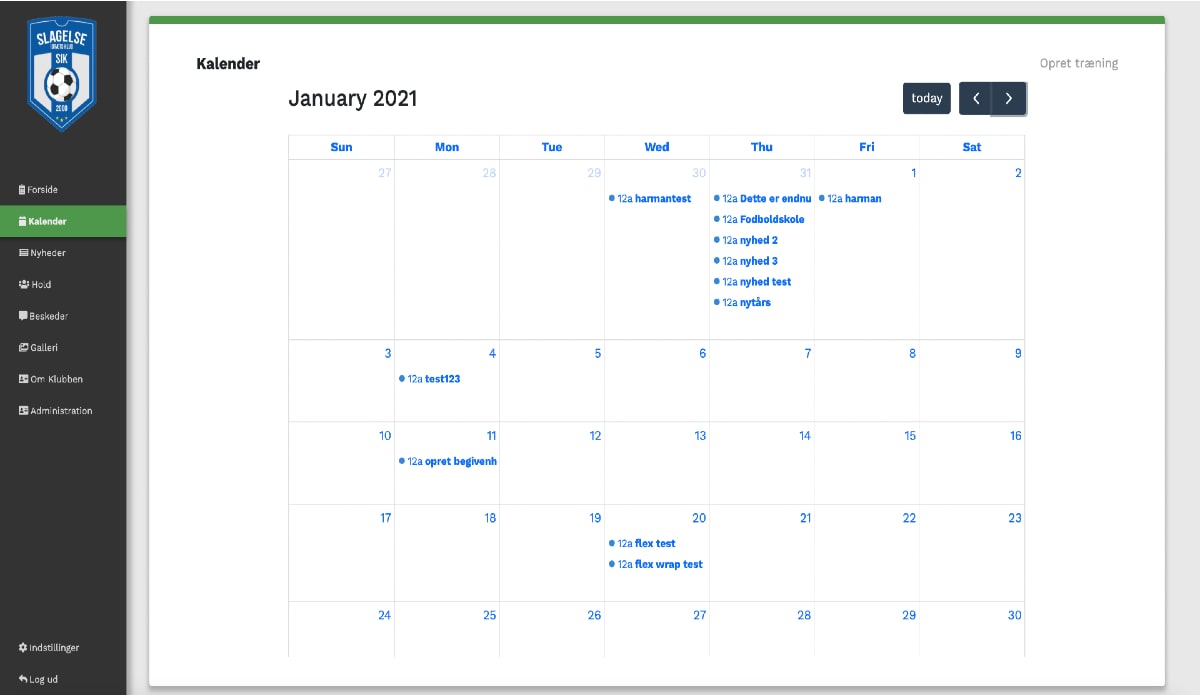 SLAGELSE
IDRÆTSKLUB
SIK
2008
Forside
Kalender
Nyheder
Hold
Beskeder
Galleri
Om Klubben
Administration
Indstillinger
Log ud
Kalender
Opret træning
January 2021
today
Sun Mon Tue Wed Thu Fri Sat
27 28 29 30 31 1 2
12a harmantest
12a Dette er endnu
12a Fodboldskole
12a nyhed 2
12a nyhed 3
12a nyhed test
12a nytårs
12a harman
3 4 5 6 7 8 9
12a test123
10 11 12 13 14 15 16
12a opret begivenh
17 18 19 20 21 22 23
12a flex test
12a flex wrap test
24 25 26 27 28 29 30